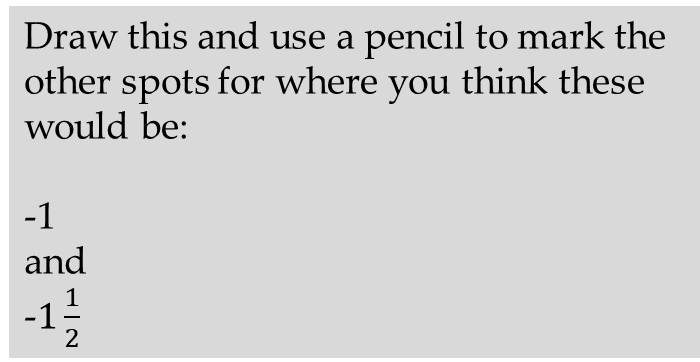 Draw this and use a pencil to mark the
other spots for where you think these
would be:
-1
and
-1 1/2